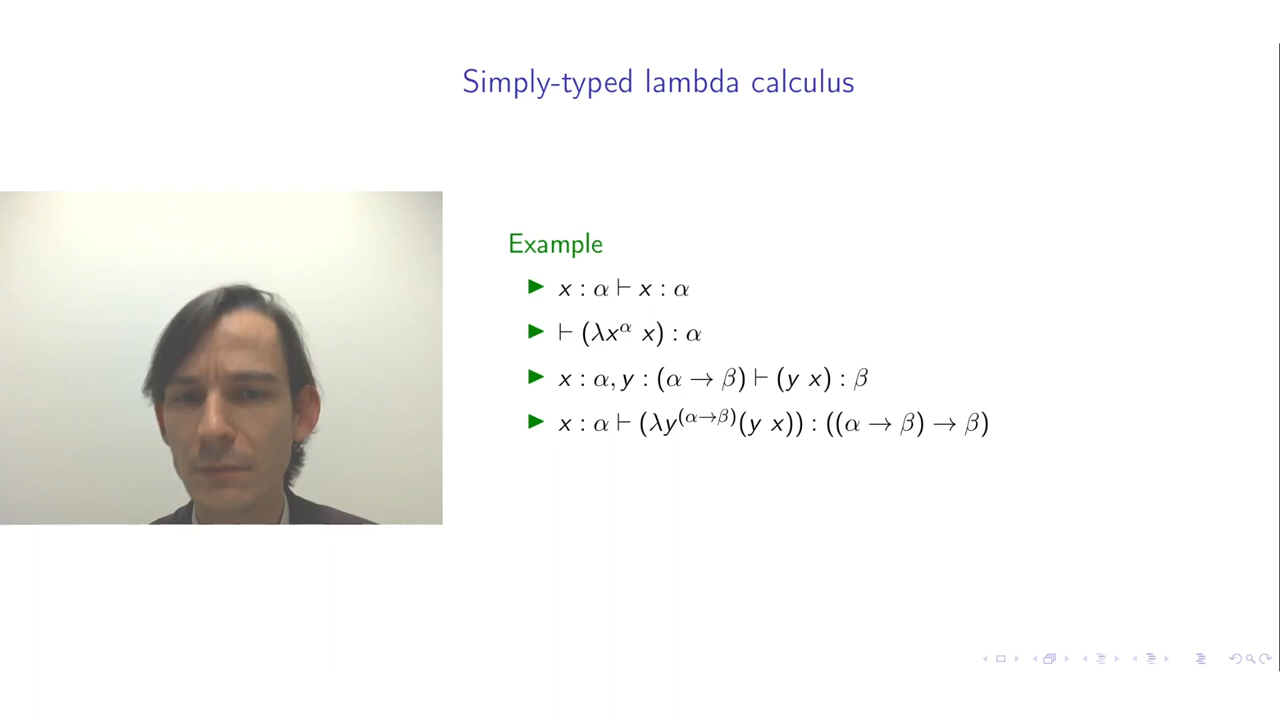 Simply-typed lambda calculus
Example
▶ x : α ⊢ x : α
▶ ⊢ (λx^α x) : α
▶ x : α, y : (α → β) ⊢ (y x) : β
▶ x : α ⊢ (λy^(α→β)(y x)) : ((α → β) → β)